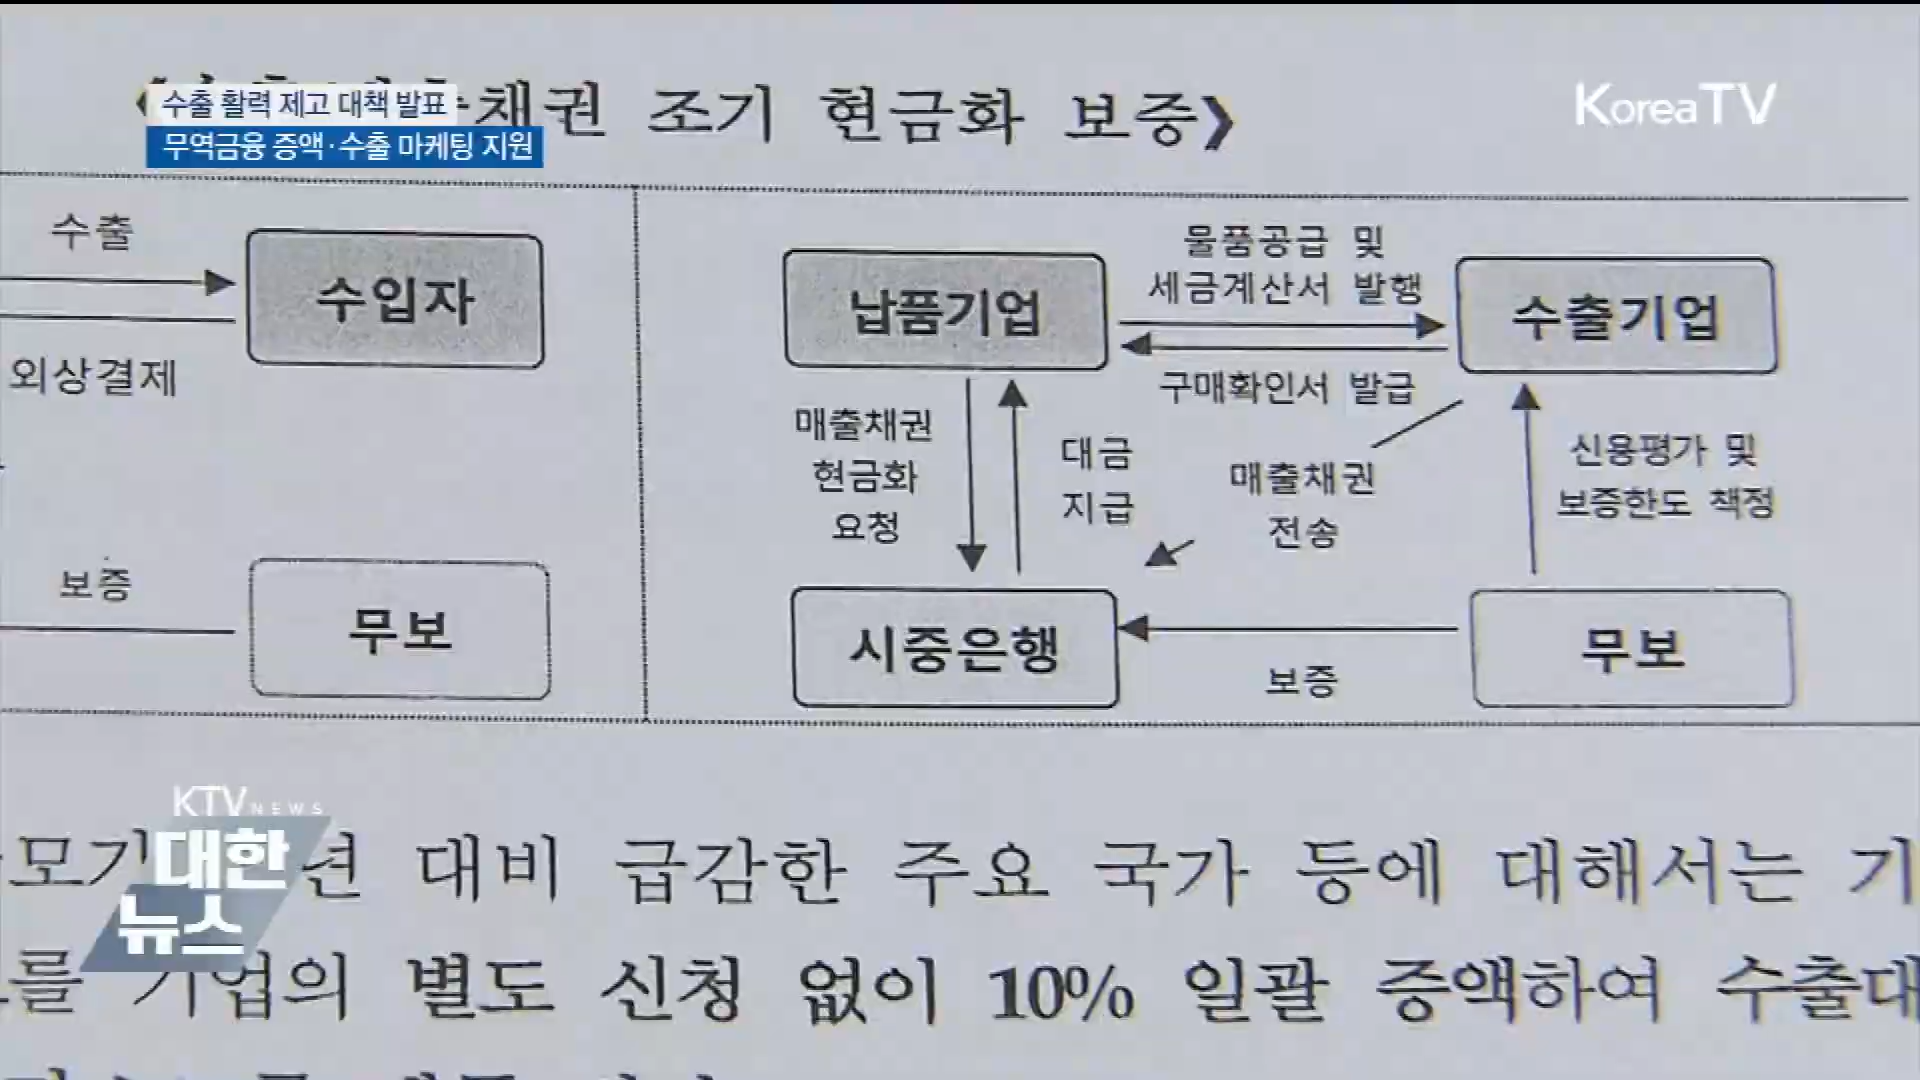 수출 활력 제고 대책 발표
무역금융 증액·수출 마케팅 지원
채권 조기 현금화 보증》
KoreaTV
수출
수입자
외상결제
보증
무보
납품기업
물품공급 및
세금계산서 발행
수출기업
구매확인서 발급
매출채권
현금화
요청
대금
지급
매출채권
전송
신용평가 및
보증한도 책정
시중은행
보증
무보
KTV NEWS
대한
뉴스
대비 급감한 주요 국가 등에 대해서는 기
를 기업의 별도 신청 없이 10% 일괄 증액하여 수출대